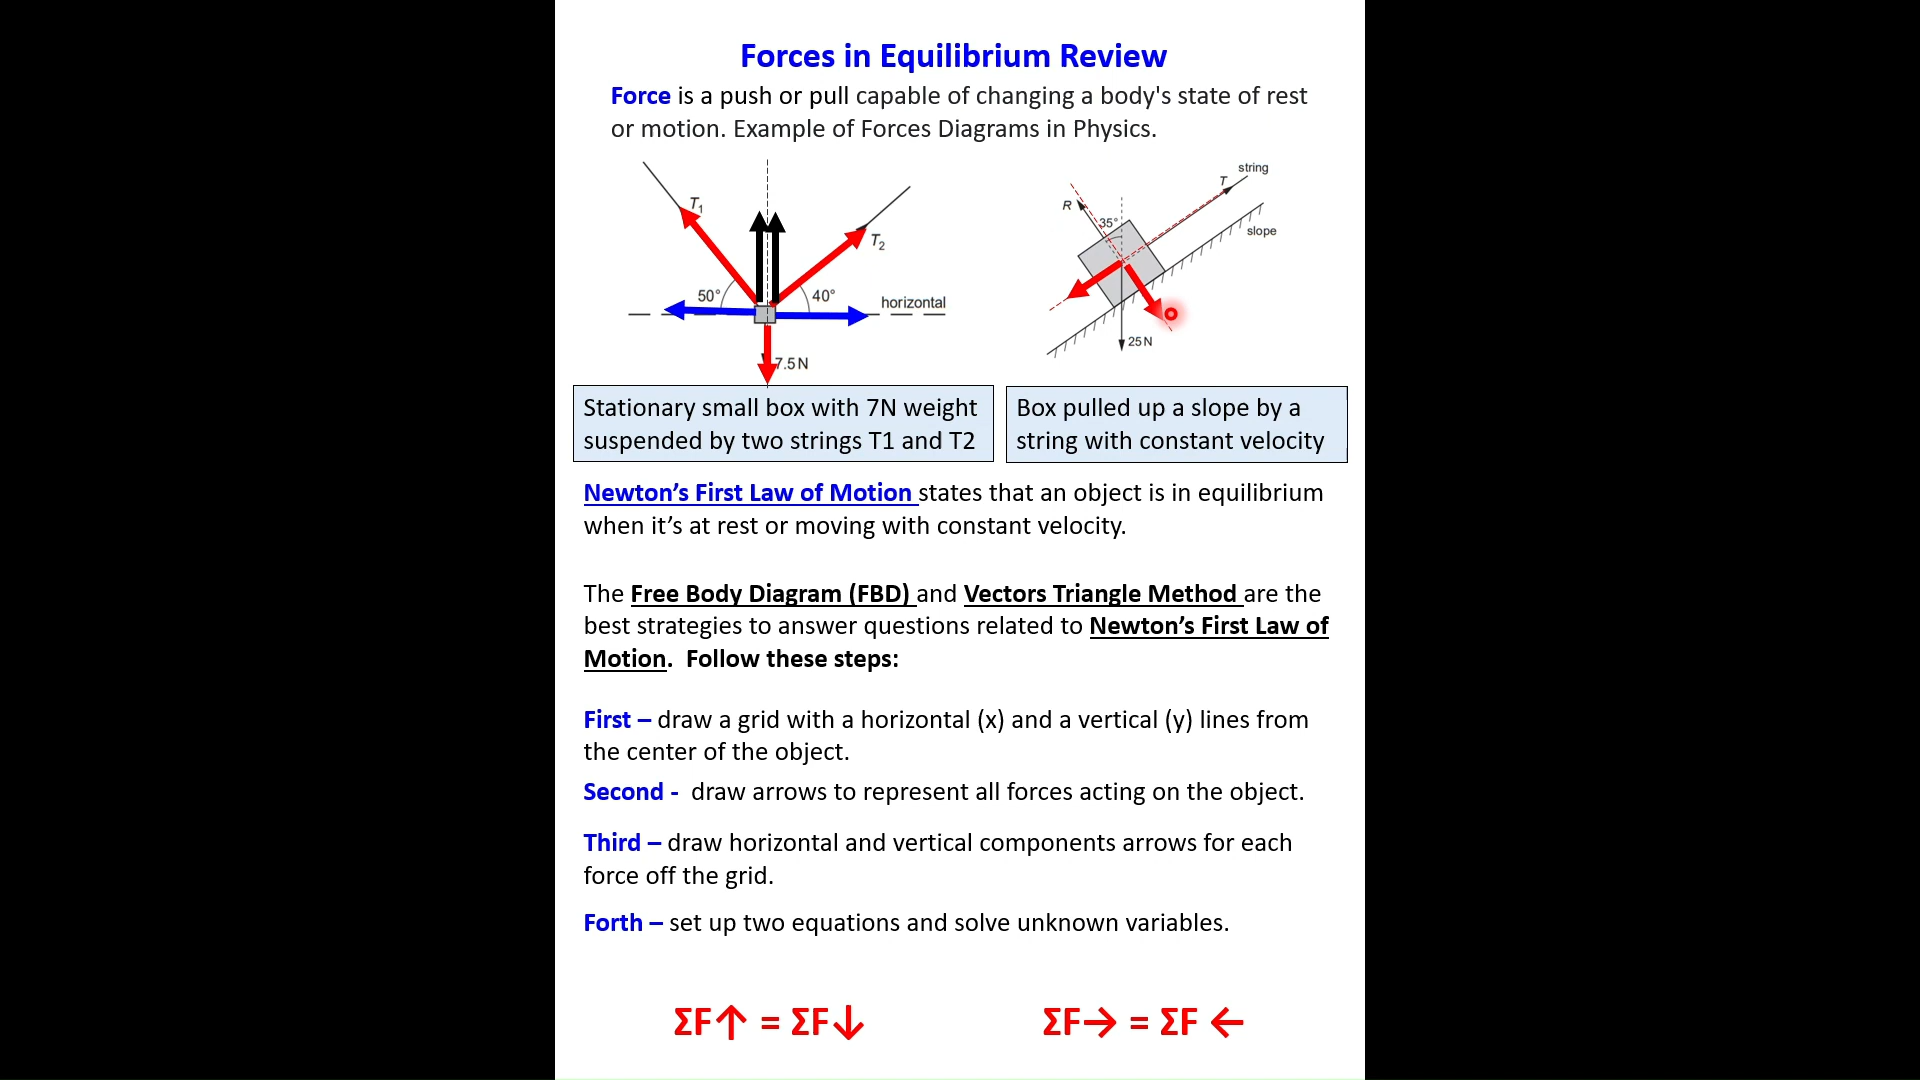 Forces in Equilibrium Review
Force is a push or pull capable of changing a body's state of rest
or motion. Example of Forces Diagrams in Physics.
T1
T2
50°
40°
horizontal
7.5 N
string
T
R
35°
slope
25 N
Stationary small box with 7N weight
suspended by two strings T1 and T2
Box pulled up a slope by a
string with constant velocity
Newton’s First Law of Motion states that an object is in equilibrium
when it’s at rest or moving with constant velocity.
The Free Body Diagram (FBD) and Vectors Triangle Method are the
best strategies to answer questions related to Newton’s First Law of
Motion. Follow these steps:
First – draw a grid with a horizontal (x) and a vertical (y) lines from
the center of the object.
Second - draw arrows to represent all forces acting on the object.
Third – draw horizontal and vertical components arrows for each
force off the grid.
Forth – set up two equations and solve unknown variables.
ΣF↑ = ΣF↓
ΣF→ = ΣF ←